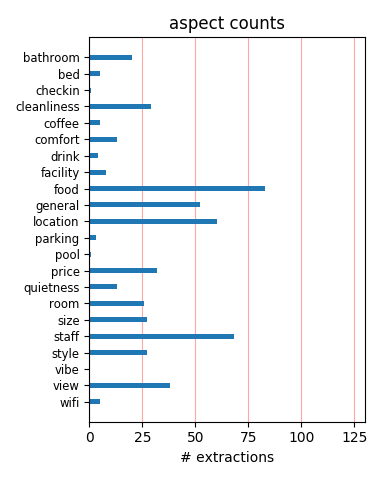 aspect counts
bathroom
bed
checkin
cleanliness
coffee
comfort
drink
facility
food
general
location
parking
pool
price
quietness
room
size
staff
style
vibe
view
wifi
0 25 50 75 100 125
# extractions